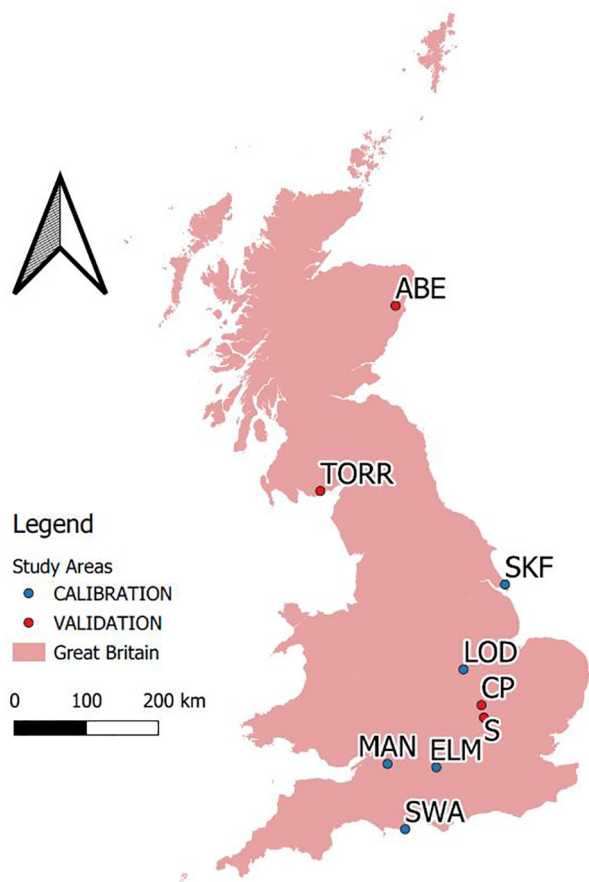 ABE
TORR
SKF
LOD
CP
S
MAN
ELM
SWA
Legend
Study Areas
CALIBRATION
VALIDATION
Great Britain
0 100 200 km